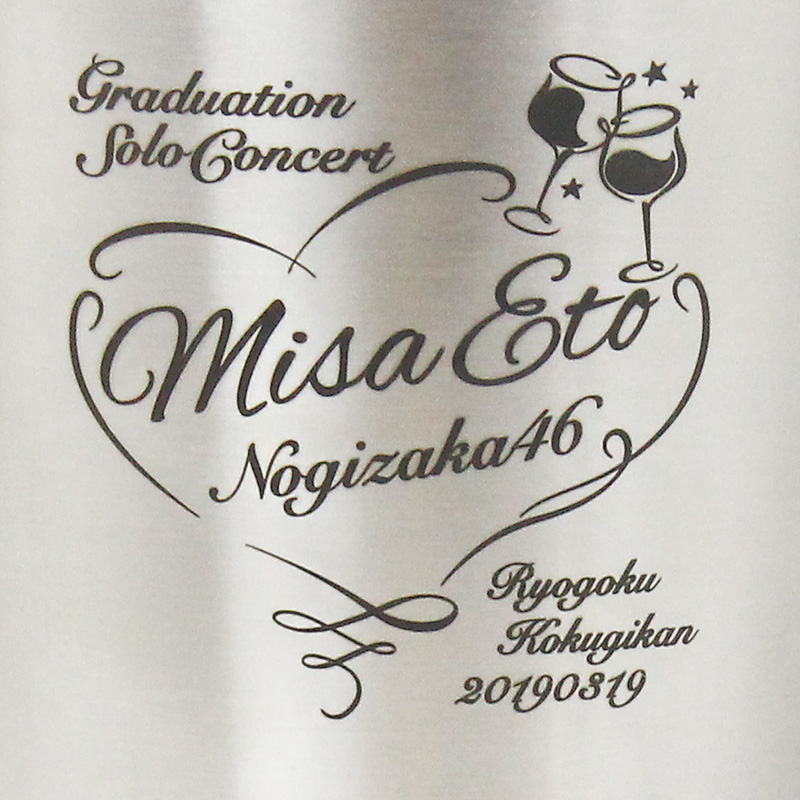 Graduation
Solo Concert
Misa Eto
Nogizaka46
Ryogoku
Kokugikan
20190319